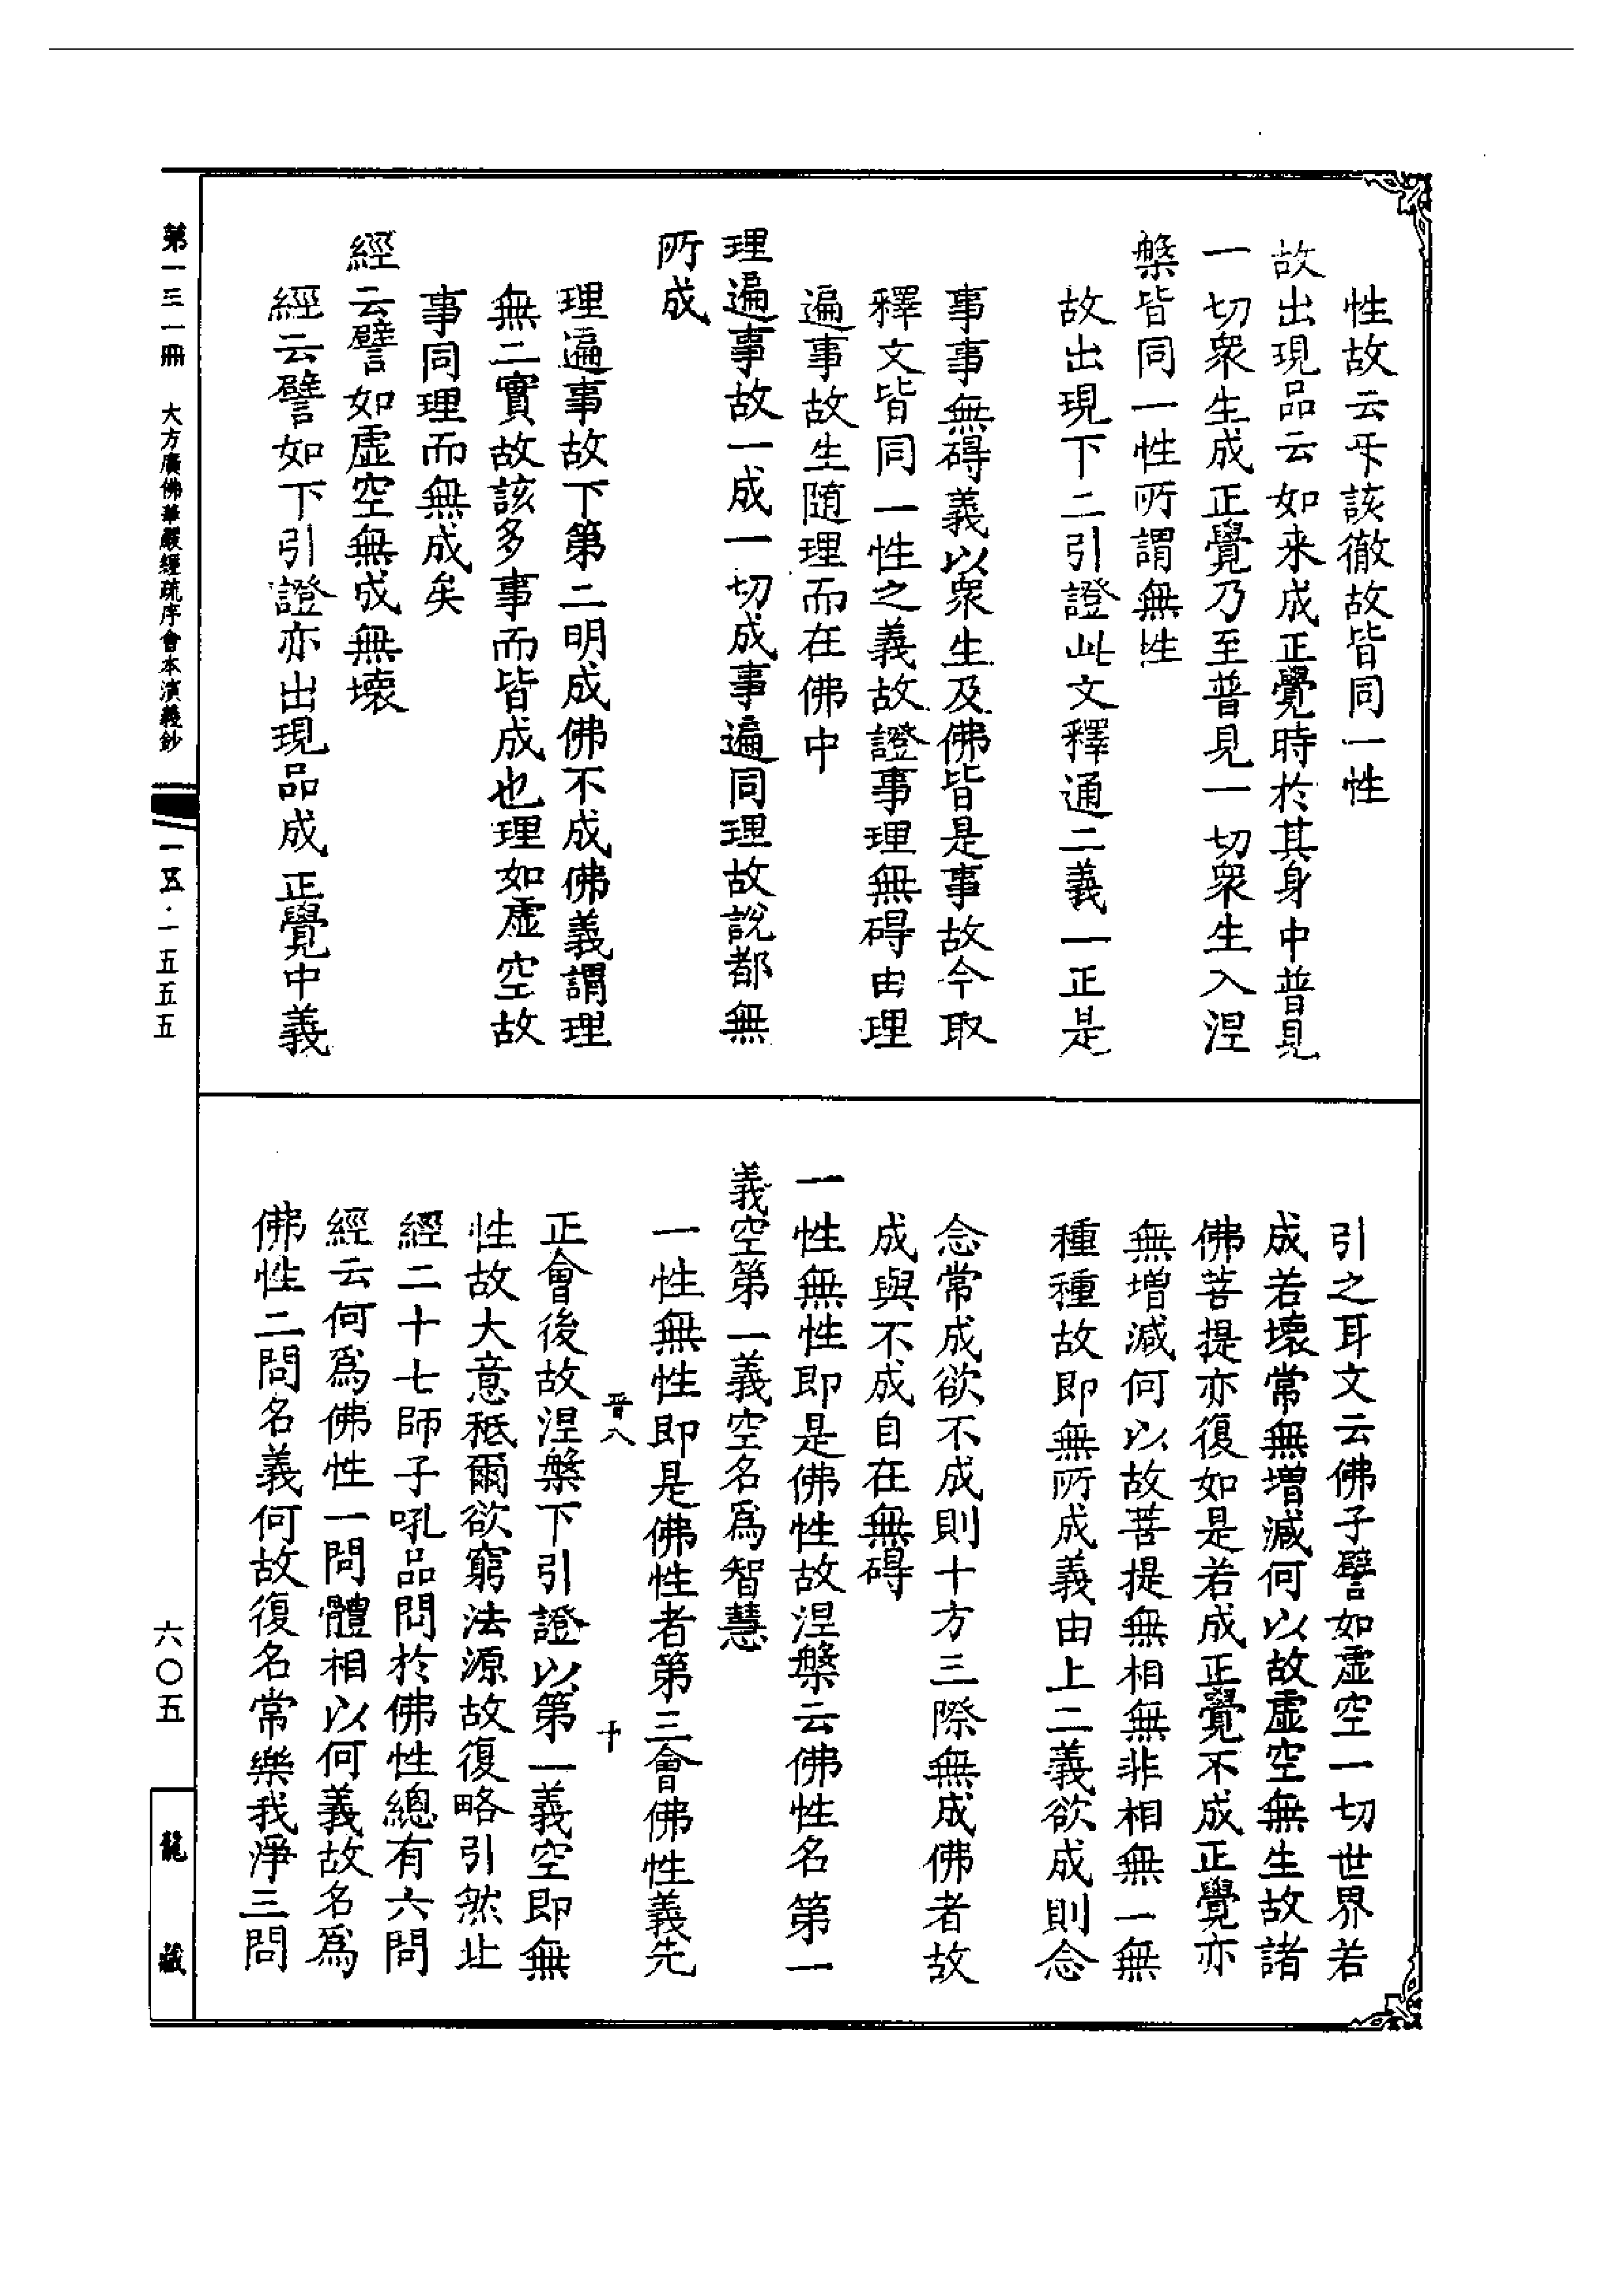 性故云平該徹故皆同一性
故出現品云如来成正覺時於其身中普見
一切衆生成正覺乃至普見一切衆生入涅
槃皆同一性所謂無性
故出現下二引證此文釋通二義一正是
事事無碍義以衆生及佛皆是事故今取
釋文皆同一性之義故證事理無碍由理
遍事故生随理而在佛中
理遍事故一成一切成事遍同理故說都無
所成
理遍事故下第二明成佛不成佛義謂理
無二實故該多事而皆成也理如虛空故
事同理而無成矣
經云譬如虛空無成無壞
經云譬如下引證亦出現品成正覺中義
引之耳文云佛子譬如虛空一切世界若
成若壞常無増減何以故虛空無生故諸
佛菩提亦復如是若成正覺不成正覺亦
無增減何以故菩提無相無非相無一無
種種故即無所成義由上二義欲成則念
念常成欲不成則十方三際無成佛者故
成與不成自在無碍
一性無性即是佛性故涅槃云佛性名第一
義空第一義空名爲智慧
一性無性即是佛性者第三會佛性義先
晉八 十
正會後故涅槃下引證以第一義空即無
性故大意秪爾欲窮法源故復略引然此
經二十七師子吼品問於佛性總有六問
經云何爲佛性一問體相以何義故名爲
佛性二問名義何故復名常樂我淨三問
第一三一冊 大方廣佛華嚴經疏序會本演義鈔
一五·一五五五
六〇五
龍藏